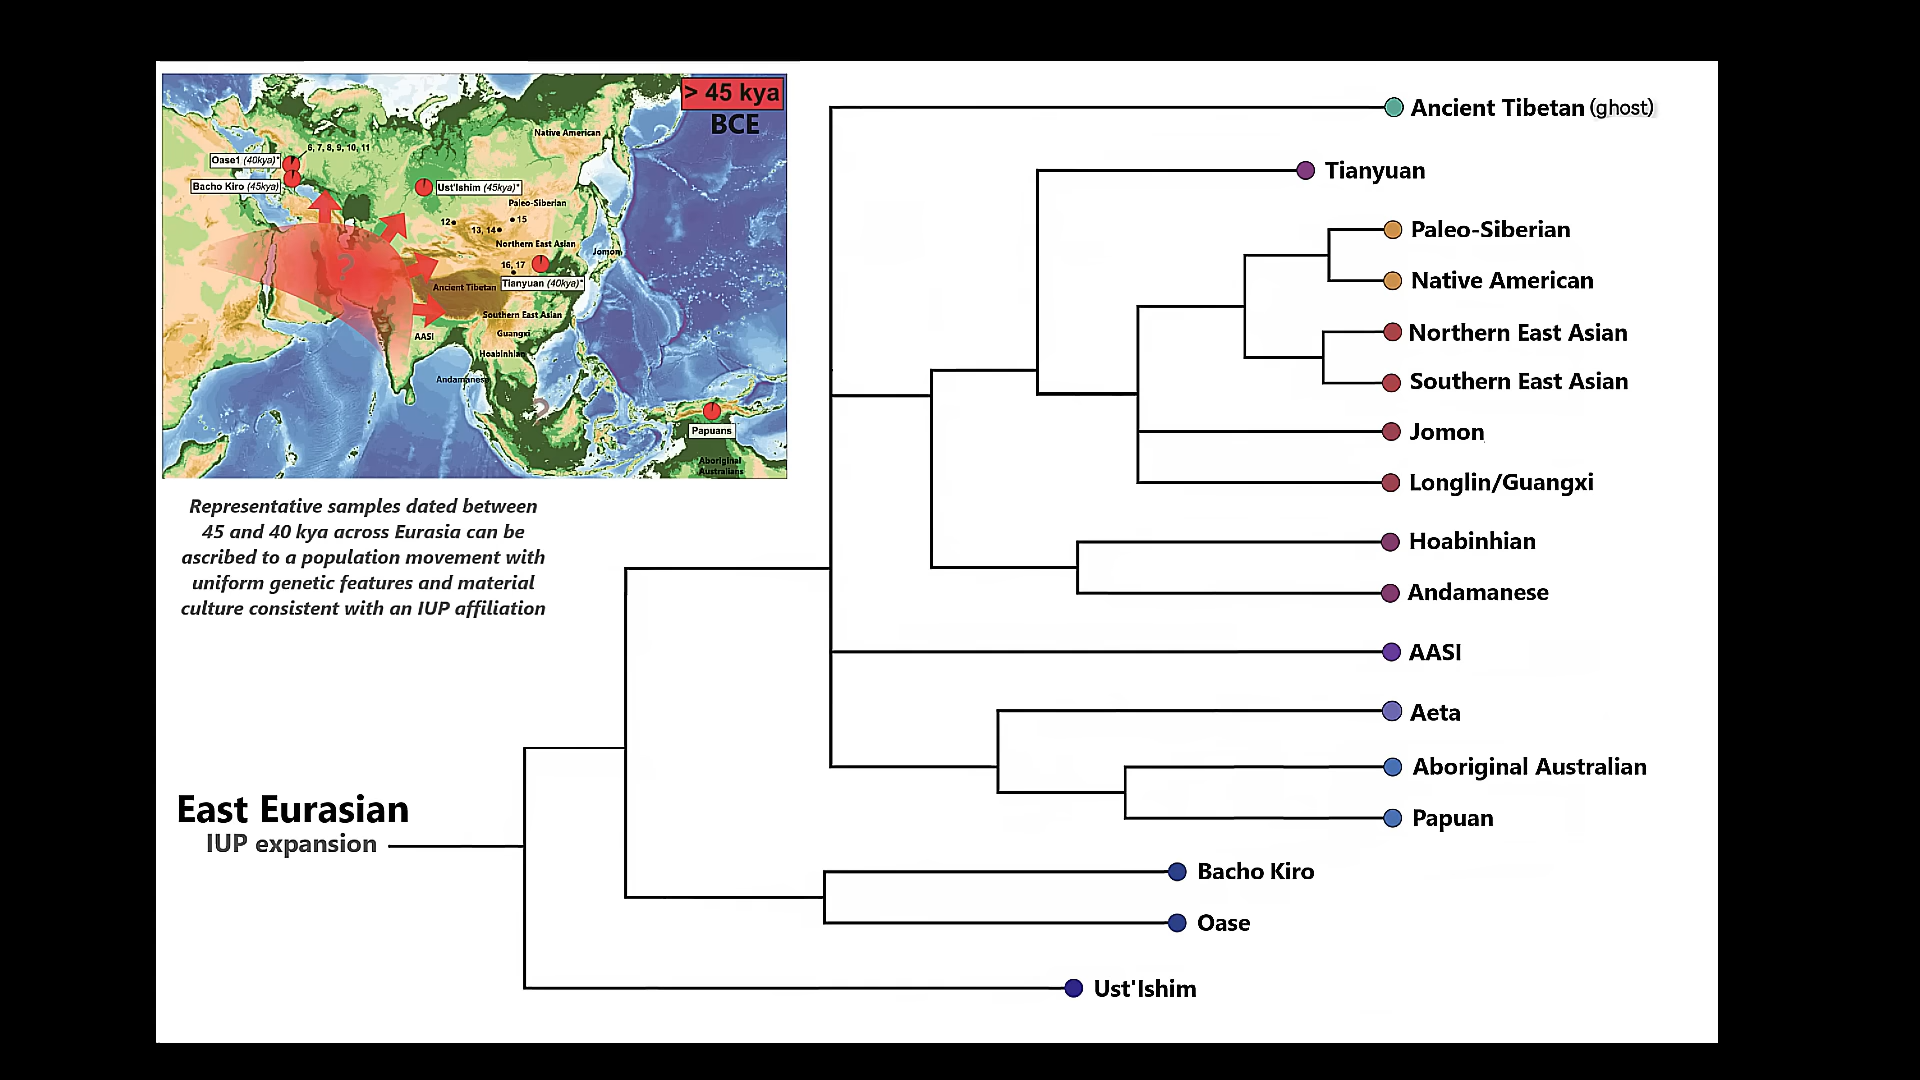 > 45 kya
BCE
Native American
6, 7, 8, 9, 10, 11
Oase1 (40kya)*
Bacho Kiro (45kya)
Ust'Ishim (45kya)*
Paleo-Siberian
12
15
13, 14
Northern East Asian
Jomon
?
16, 17
Tianyuan (40kya)*
Ancient Tibetan
Southern East Asian
AASI
Guangxi
Hoabinhian
Andamanese
?
Papuans
Aboriginal
Australians
Representative samples dated between
45 and 40 kya across Eurasia can be
ascribed to a population movement with
uniform genetic features and material
culture consistent with an IUP affiliation
East Eurasian
IUP expansion
Ancient Tibetan (ghost)
Tianyuan
Paleo-Siberian
Native American
Northern East Asian
Southern East Asian
Jomon
Longlin/Guangxi
Hoabinhian
Andamanese
AASI
Aeta
Aboriginal Australian
Papuan
Bacho Kiro
Oase
Ust'Ishim